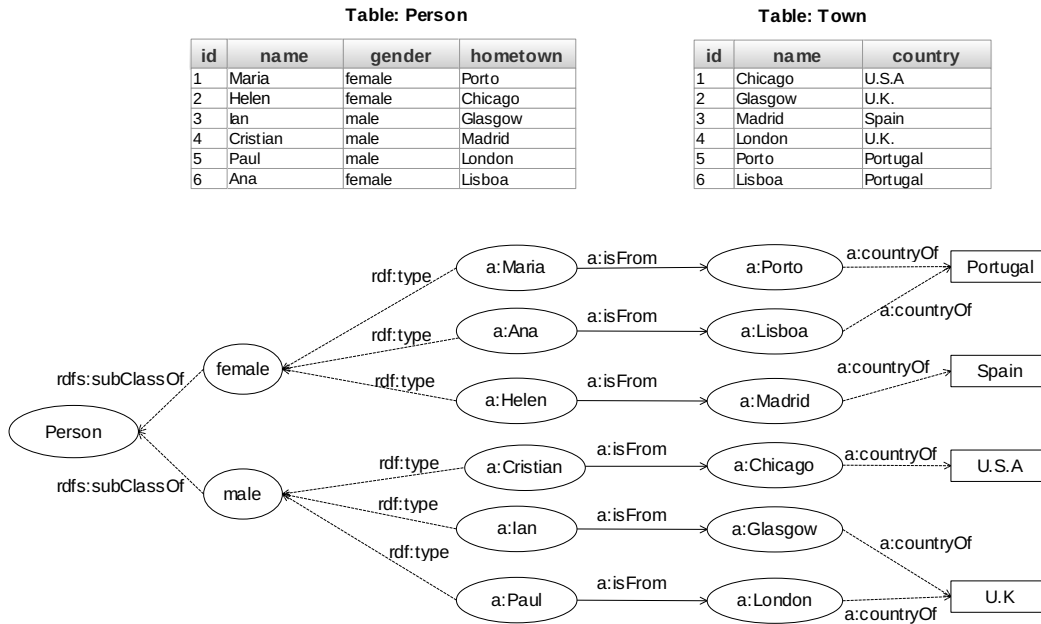 Table: Person
id name gender hometown
1 Maria female Porto
2 Helen female Chicago
3 Ian male Glasgow
4 Cristian male Madrid
5 Paul male London
6 Ana female Lisboa
Table: Town
id name country
1 Chicago U.S.A
2 Glasgow U.K.
3 Madrid Spain
4 London U.K.
5 Porto Portugal
6 Lisboa Portugal
rdf:type a:Maria a:isFrom a:Porto a:countryOf Portugal
rdf:type a:Ana a:isFrom a:Lisboa a:countryOf
female
rdfs:subClassOf
rdf:type a:Helen a:isFrom a:Madrid a:countryOf Spain
Person
rdf:type a:Cristian a:isFrom a:Chicago a:countryOf U.S.A
rdfs:subClassOf
male
rdf:type a:Ian a:isFrom a:Glasgow a:countryOf
rdf:type a:Paul a:isFrom a:London a:countryOf U.K